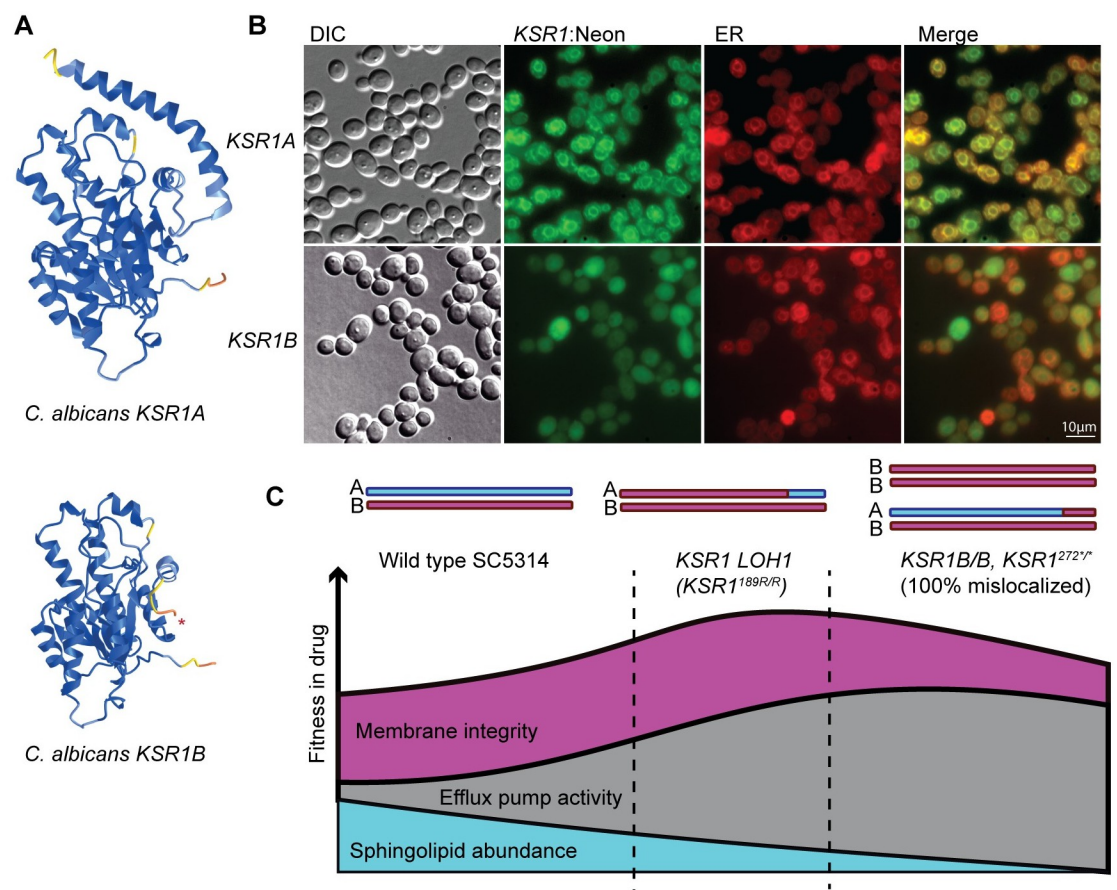 A
C. albicans KSR1A
C. albicans KSR1B
*
B
DIC
KSR1:Neon
ER
Merge
KSR1A
KSR1B
10µm
C
A
B
A
B
B
B
A
B
Wild type SC5314
KSR1 LOH1
(KSR1189R/R)
KSR1B/B, KSR1272*/*
(100% mislocalized)
Fitness in drug
Membrane integrity
Efflux pump activity
Sphingolipid abundance